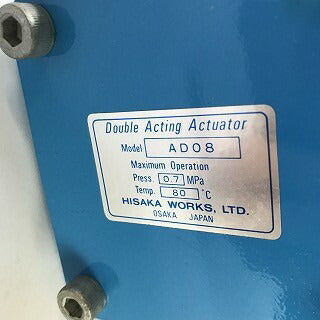 Double Acting Actuator
Model AD08
Maximum Operation
Press. 0.7 MPa
Temp. 80 °C
HISAKA WORKS, LTD.
OSAKA JAPAN